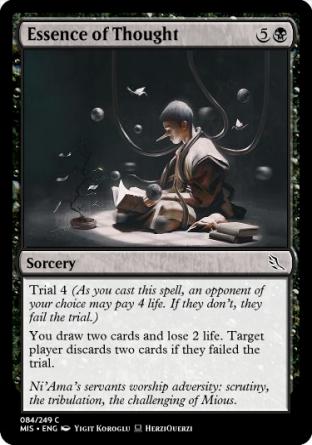 Essence of Thought 5
Sorcery
Trial 4 (As you cast this spell, an opponent of
your choice may pay 4 life. If they don't, they
fail the trial.)
You draw two cards and lose 2 life. Target
player discards two cards if they failed the
trial.
Ni'Ama's servants worship adversity: scrutiny,
the tribulation, the challenging of Mious.
084/249 C
MIS • ENG Yigit Koroglu HerziQuerzi